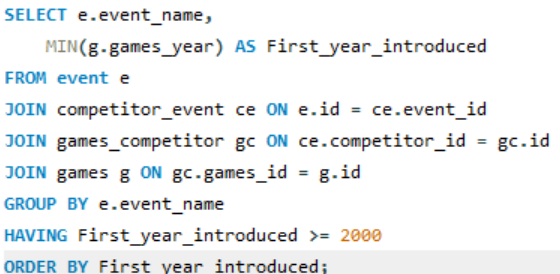 SELECT e.event_name,
    MIN(g.games_year) AS First_year_introduced
FROM event e
JOIN competitor_event ce ON e.id = ce.event_id
JOIN games_competitor gc ON ce.competitor_id = gc.id
JOIN games g ON gc.games_id = g.id
GROUP BY e.event_name
HAVING First_year_introduced >= 2000
ORDER BY First_year_introduced;